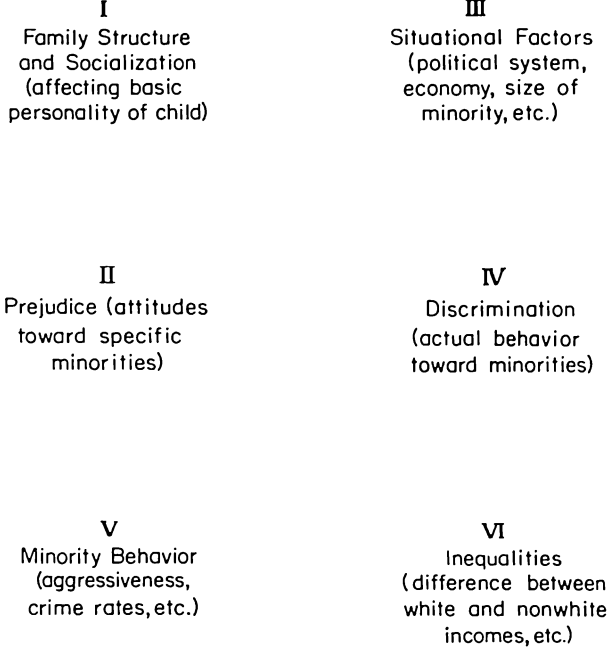 I
Family Structure
and Socialization
(affecting basic
personality of child)
III
Situational Factors
(political system,
economy, size of
minority, etc.)
II
Prejudice (attitudes
toward specific
minorities)
IV
Discrimination
(actual behavior
toward minorities)
V
Minority Behavior
(aggressiveness,
crime rates, etc.)
VI
Inequalities
(difference between
white and nonwhite
incomes, etc.)